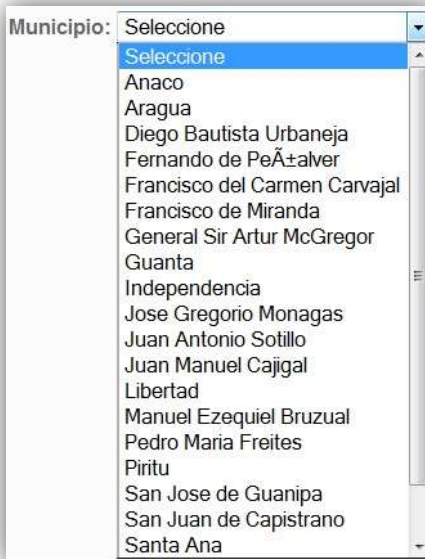 Municipio: Seleccione
Seleccione
Anaco
Aragua
Diego Bautista Urbaneja
Fernando de PeÃ±alver
Francisco del Carmen Carvajal
Francisco de Miranda
General Sir Artur McGregor
Guanta
Independencia
Jose Gregorio Monagas
Juan Antonio Sotillo
Juan Manuel Cajigal
Libertad
Manuel Ezequiel Bruzual
Pedro Maria Freites
Piritu
San Jose de Guanipa
San Juan de Capistrano
Santa Ana